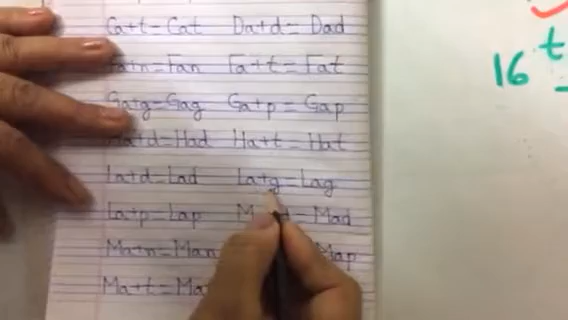 Ca+t=Cat Da+d=Dad
Fa+n=Fan Fa+t=Fat
Ga+g=Gag Ga+p=Gap
Ha+d=Had Ha+t=Hat
La+d=Lad La+g=Lag
La+p=Lap =Mad
Ma+n=Man Map
Ma+t=
16